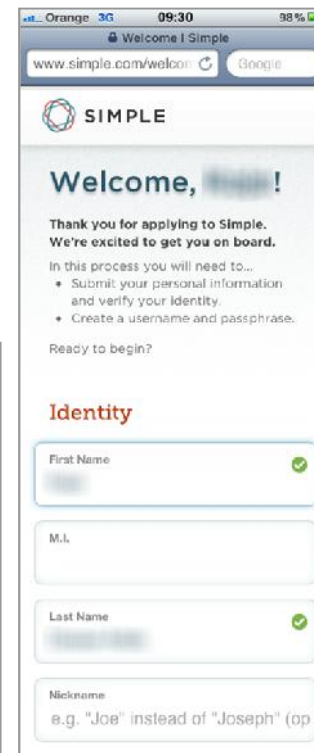 Orange 3G 09:30 98%
Welcome | Simple
www.simple.com/welcon Google
SIMPLE
Welcome, !
Thank you for applying to Simple.
We're excited to get you on board.
In this process you will need to...
• Submit your personal information
and verify your identity.
• Create a username and passphrase.
Ready to begin?
Identity
First Name
M.I.
Last Name
Nickname
e.g. "Joe" instead of "Joseph" (op